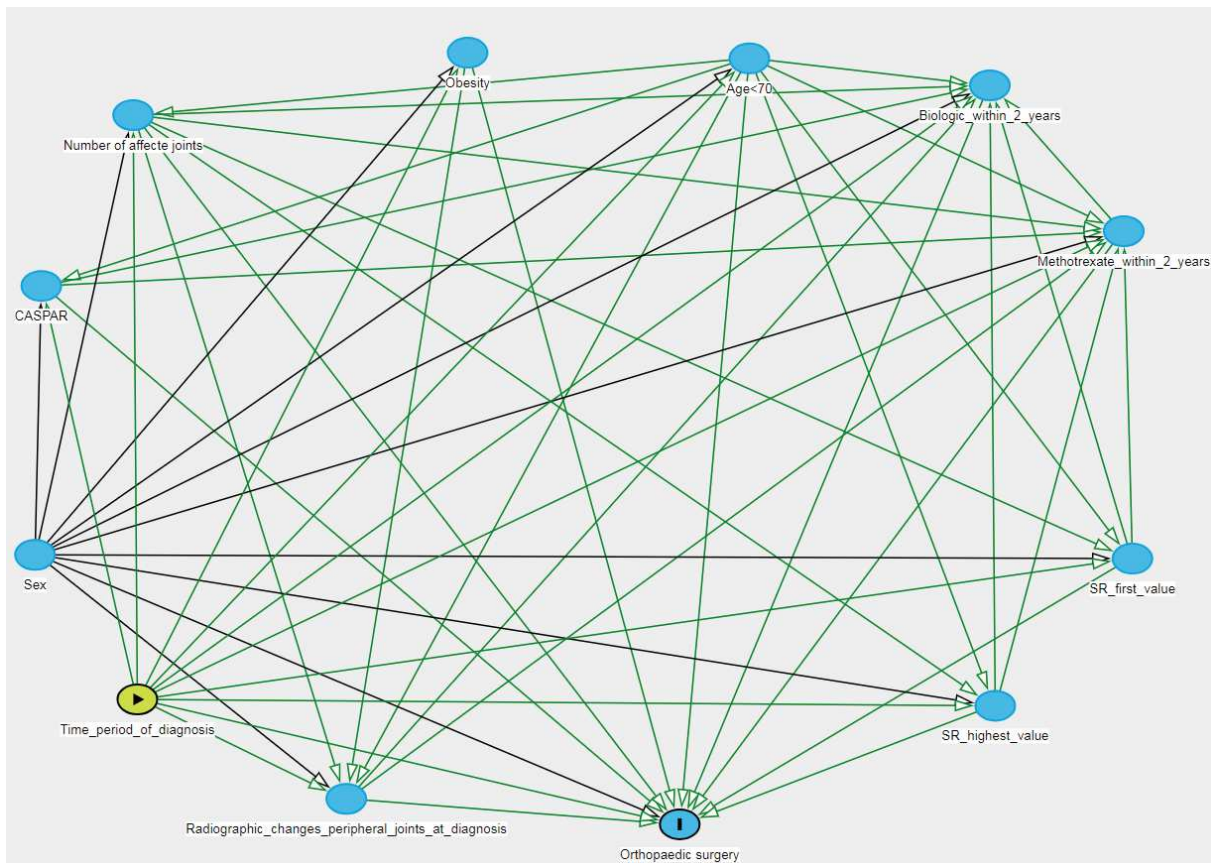 Obesity
Age<70
Biologic_within_2_years
Number of affecte joints
Methotrexate_within_2_years
CASPAR
Sex
SR_first_value
Time_period_of_diagnosis
SR_highest_value
Radiographic_changes_peripheral_joints_at_diagnosis
Orthopaedic surgery